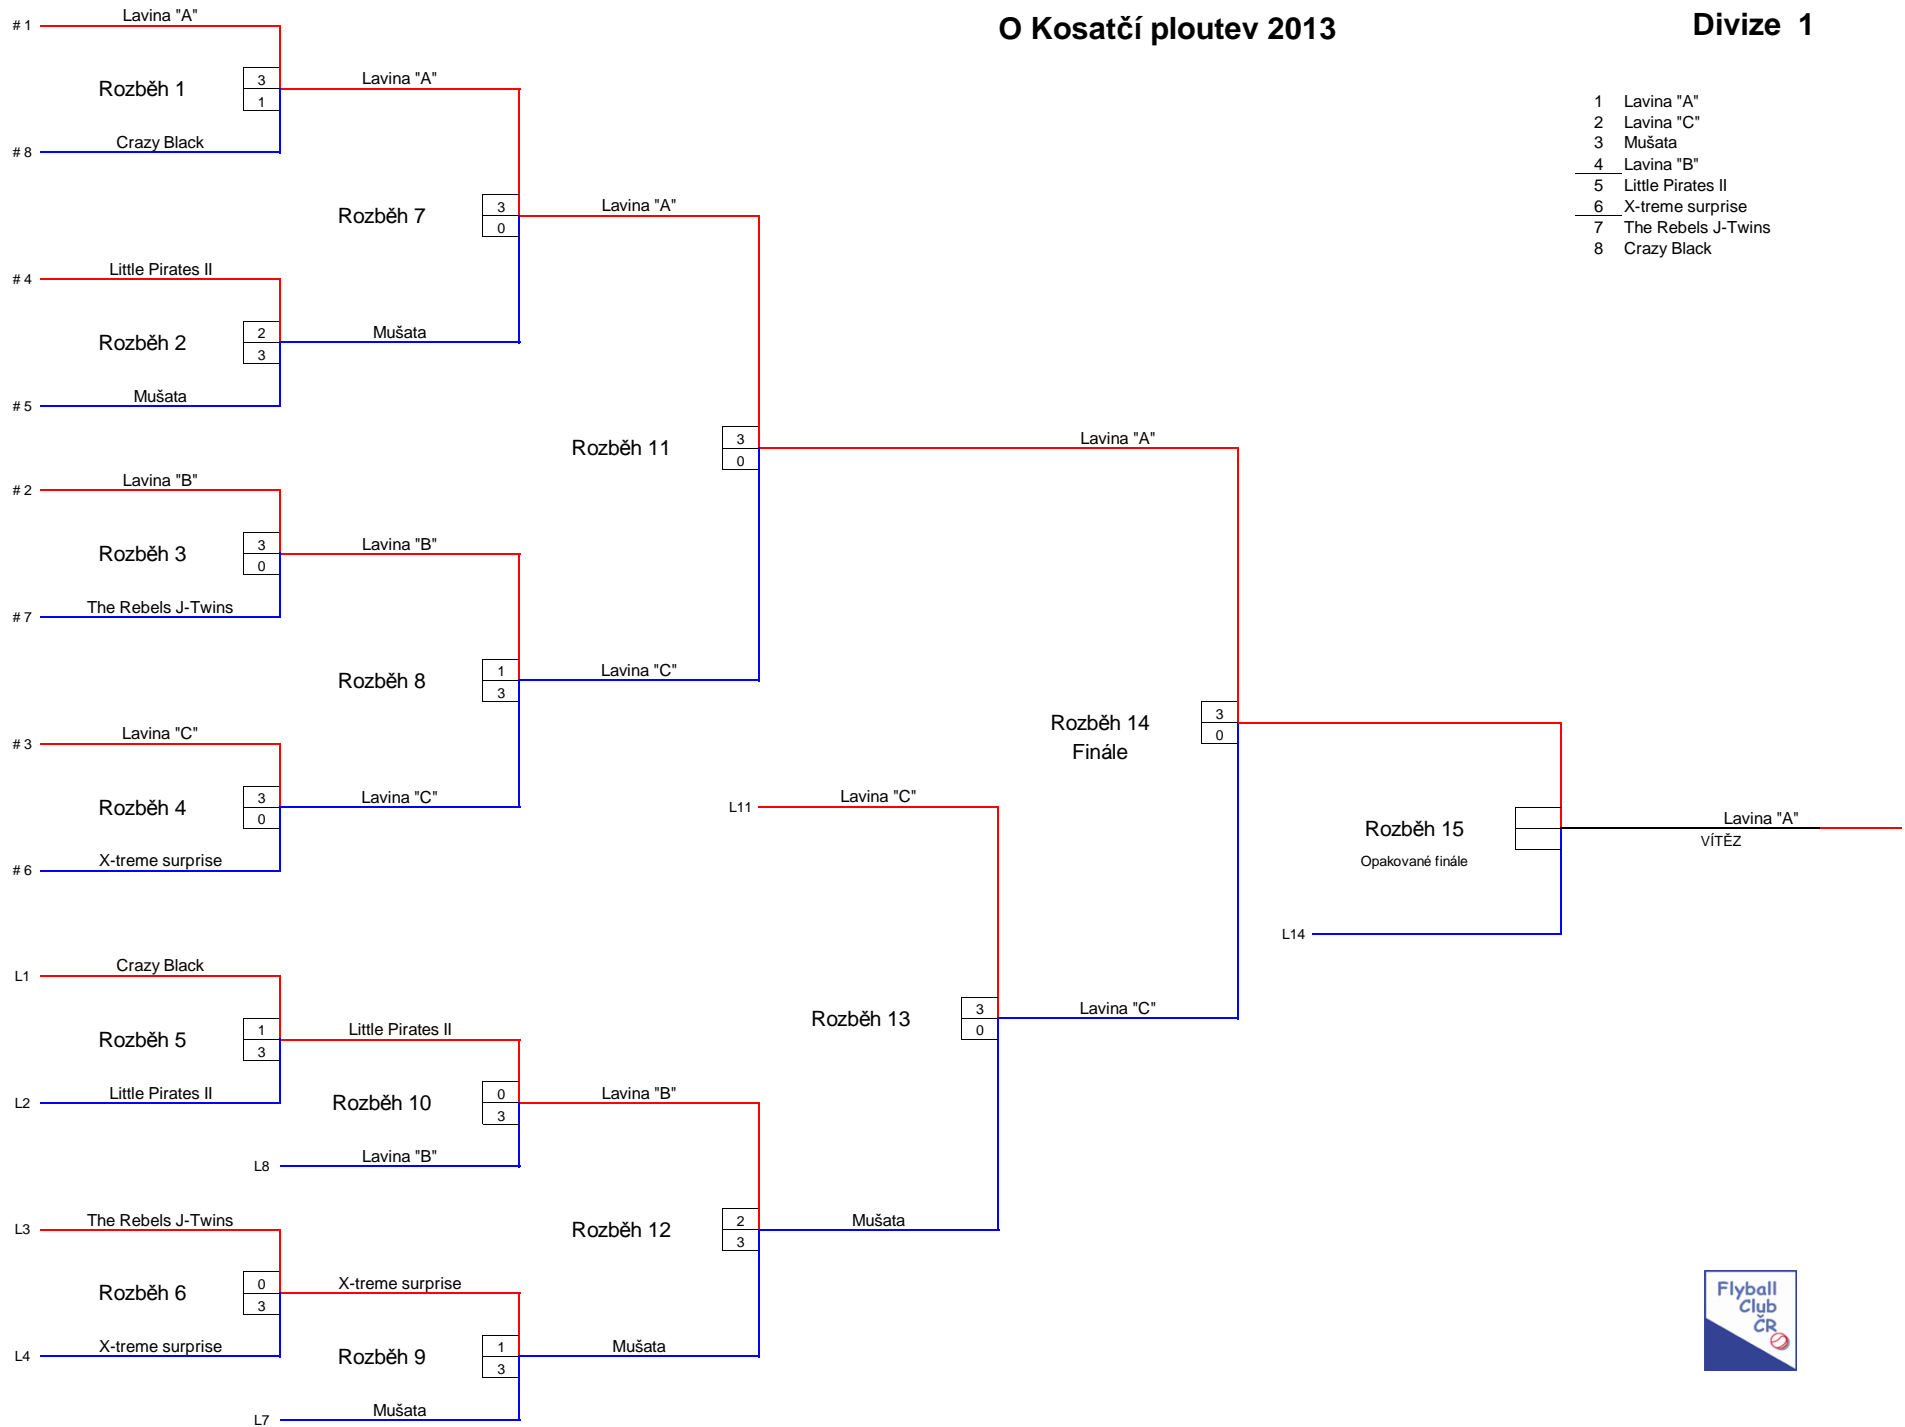 O Kosatčí ploutev 2013
Divize 1
1 Lavina "A"
2 Lavina "C"
3 Mušata
4 Lavina "B"
5 Little Pirates II
6 X-treme surprise
7 The Rebels J-Twins
8 Crazy Black
# 1 Lavina "A"
Rozběh 1 3 1
Lavina "A"
# 8 Crazy Black
Rozběh 7 3 0
Lavina "A"
# 4 Little Pirates II
Rozběh 2 2 3
Mušata
# 5 Mušata
Rozběh 11 3 0
Lavina "A"
# 2 Lavina "B"
Rozběh 3 3 0
Lavina "B"
# 7 The Rebels J-Twins
Rozběh 8 1 3
Lavina "C"
# 3 Lavina "C"
Rozběh 4 3 0
Lavina "C"
# 6 X-treme surprise
Rozběh 14 3 0
Finále
L11 Lavina "C"
Rozběh 15
Opakované finále
Lavina "A"
VÍTĚZ
L14
L1 Crazy Black
Rozběh 5 1 3
Little Pirates II
L2 Little Pirates II
Rozběh 13 3 0
Lavina "C"
Rozběh 10 0 3
Lavina "B"
L8 Lavina "B"
L3 The Rebels J-Twins
Rozběh 6 0 3
X-treme surprise
L4 X-treme surprise
Rozběh 12 2 3
Mušata
Rozběh 9 1 3
Mušata
L7 Mušata
Flyball
Club
ČR